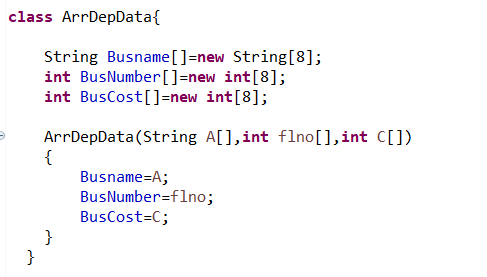 class ArrDepData{
String Busname[]=new String[8];
int BusNumber[]=new int[8];
int BusCost[]=new int[8];
ArrDepData(String A[],int flno[],int C[])
{
Busname=A;
BusNumber=flno;
BusCost=C;
}
}